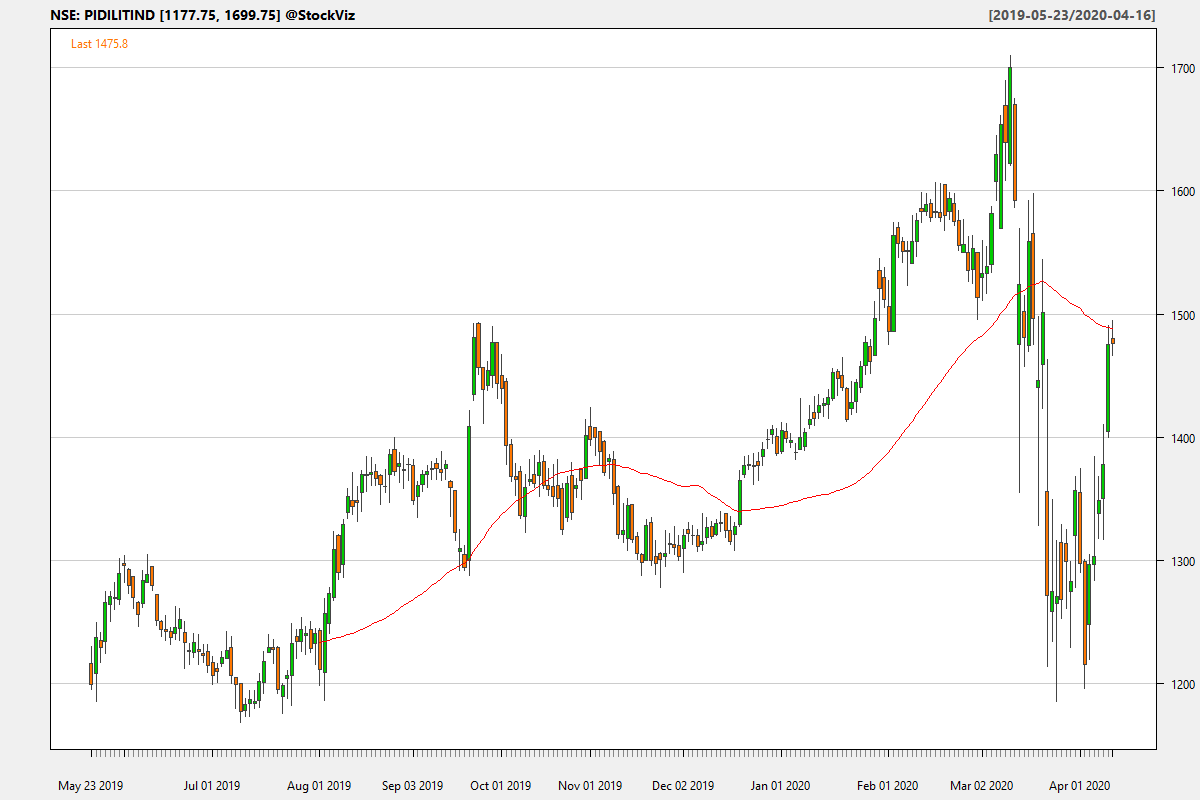 NSE: PIDILITIND [1177.75, 1699.75] @StockViz
[2019-05-23/2020-04-16]
Last 1475.8
1700
1600
1500
1400
1300
1200
May 23 2019 Jul 01 2019 Aug 01 2019 Sep 03 2019 Oct 01 2019 Nov 01 2019 Dec 02 2019 Jan 01 2020 Feb 01 2020 Mar 02 2020 Apr 01 2020